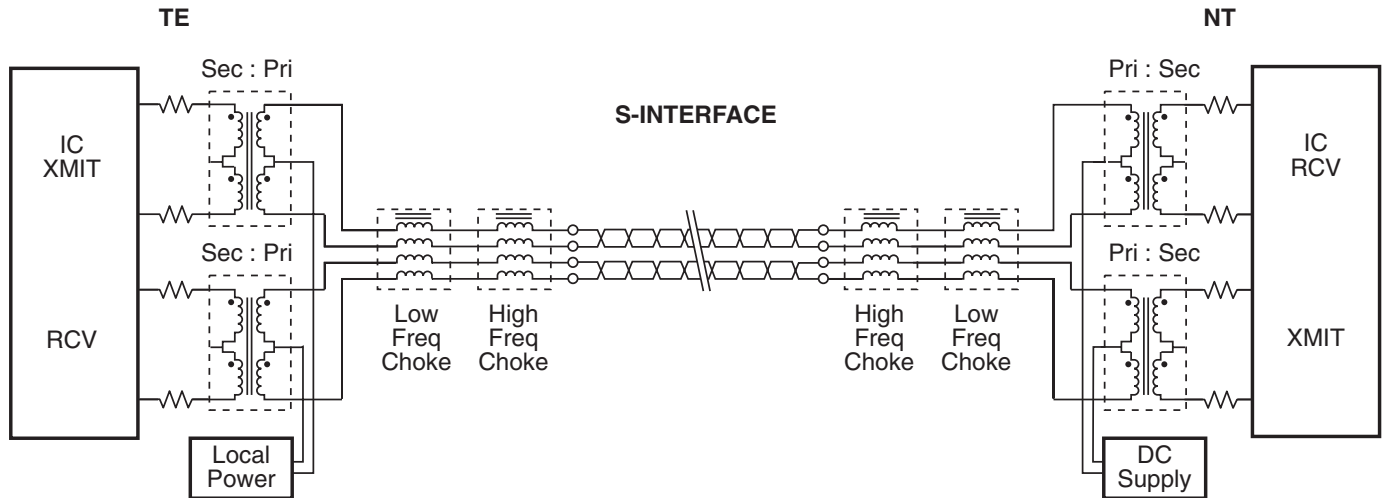 TE
NT
Sec : Pri
Pri : Sec
S-INTERFACE
IC
XMIT
IC
RCV
Sec : Pri
Pri : Sec
Low
Freq
Choke
High
Freq
Choke
High
Freq
Choke
Low
Freq
Choke
RCV
XMIT
Local
Power
DC
Supply